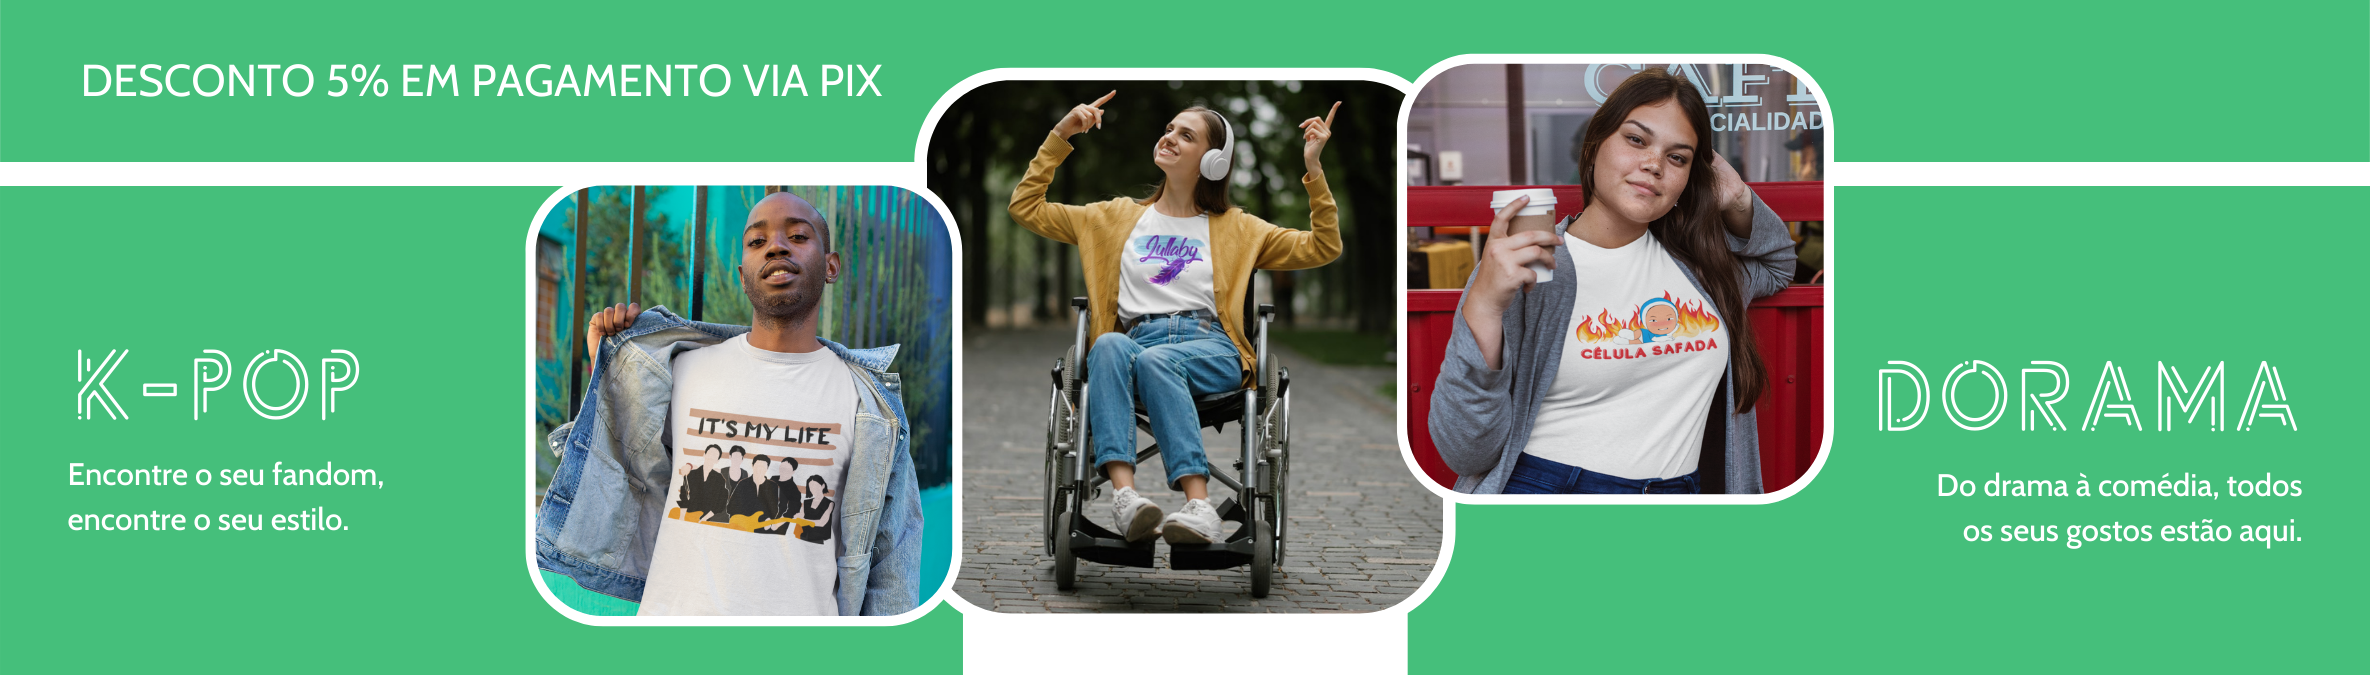 DESCONTO 5% EM PAGAMENTO VIA PIX
K-POP
Encontre o seu fandom,
encontre o seu estilo.
IT'S MY LIFE
Lullaby
CAF
CIALIDAD
CÉLULA SAFADA
DORAMA
Do drama à comédia, todos
os seus gostos estão aqui.